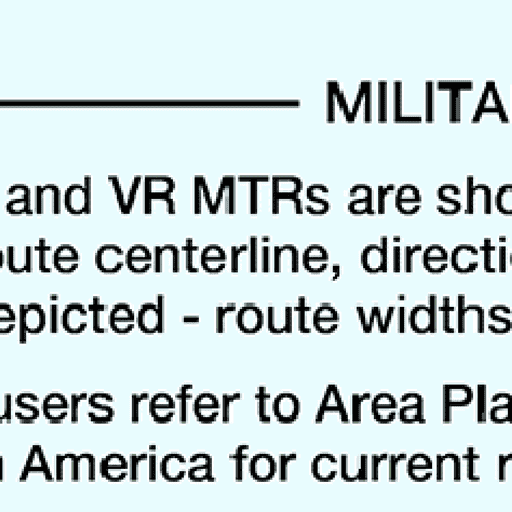 MILITA
and VR MTRs are sho
oute centerline, directi
epicted - route widths
users refer to Area Pla
America for current r